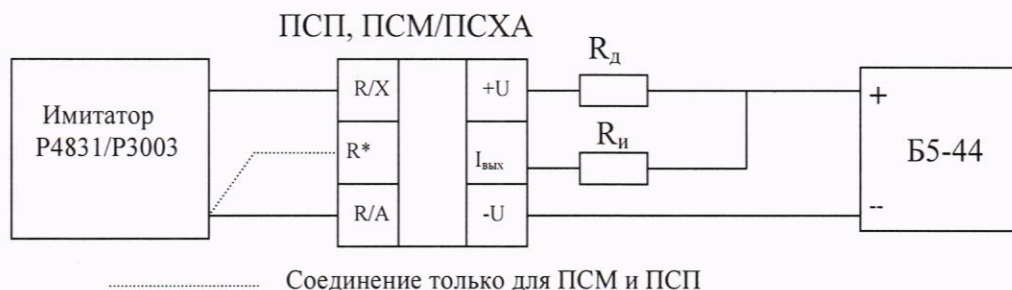 ПСП, ПСМ/ПСХА
Имитатор
Р4831/Р3003
R/X
R*
R/A
+U
Iвых
-U
Rд
Rи
+
--
Б5-44
Соединение только для ПСМ и ПСП